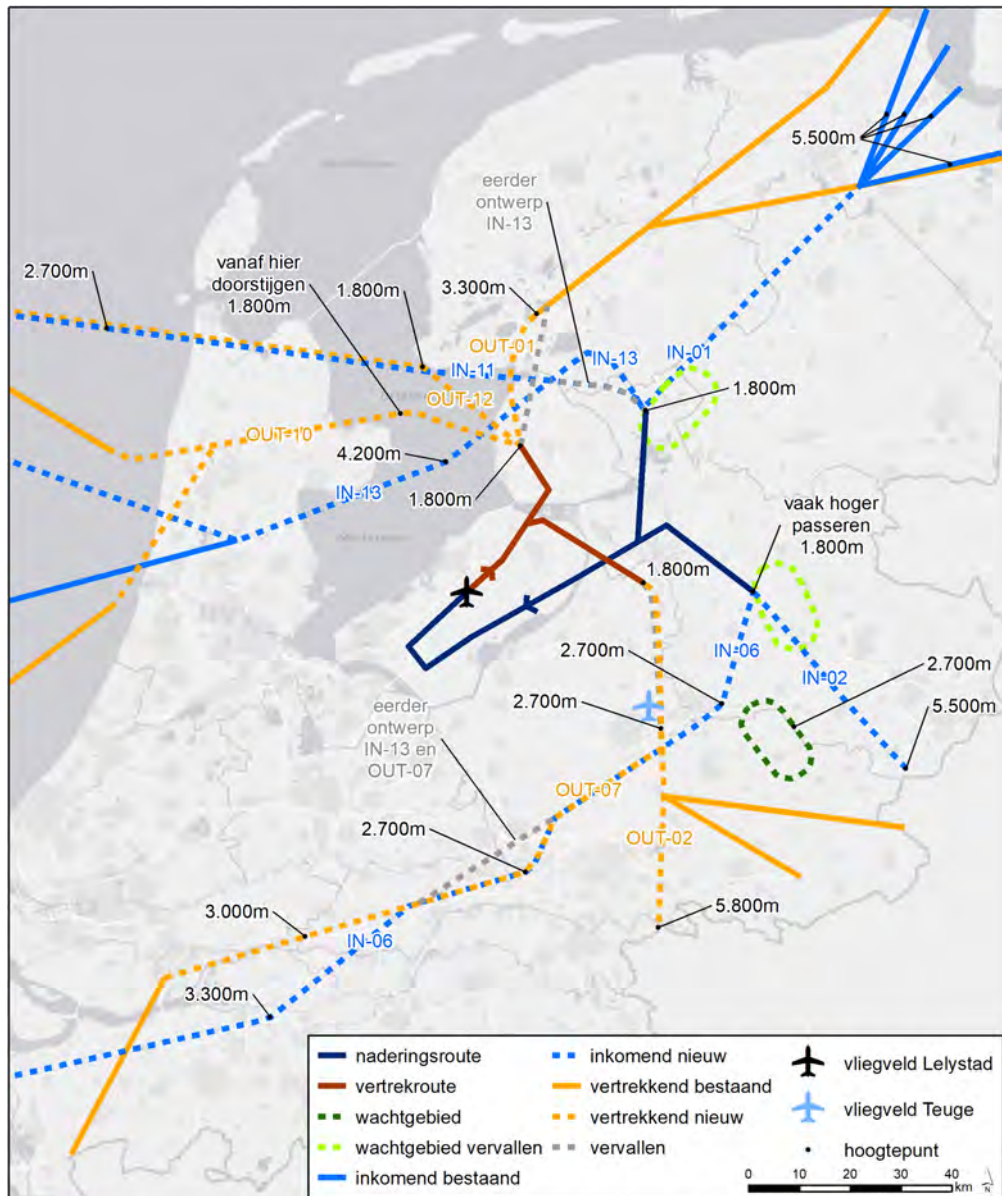 5.500m
eerder
ontwerp
IN-13
2.700m
vanaf hier
doorstijgen
1.800m
1.800m
3.300m
OUT-01
IN-13
IN-01
IN-11
OUT-12
1.800m
OUT-10
4.200m
IN-13
1.800m
vaak hoger
passeren
1.800m
1.800m
IN-06
2.700m
IN-02
2.700m
2.700m
5.500m
eerder
ontwerp
IN-13 en
OUT-07
OUT-07
2.700m
OUT-02
3.000m
5.800m
IN-06
3.300m
naderingsroute
vertrekroute
wachtgebied
wachtgebied vervallen
inkomend bestaand
inkomend nieuw
vertrekkend bestaand
vertrekkend nieuw
vervallen
vliegveld Lelystad
vliegveld Teuge
hoogtepunt
0 10 20 30 40
km
N